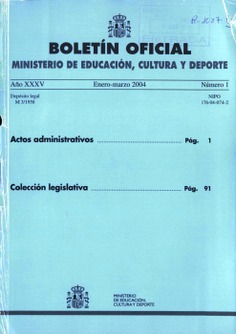 BOLETÍN OFICIAL
MINISTERIO DE EDUCACIÓN, CULTURA Y DEPORTE
Año XXXV Enero-marzo 2004 Número 1
Depósito legal NIPO
M 3/1958 176-04-074-2
Actos administrativos Pág. 1
Colección legislativa Pág. 91
MINISTERIO
DE EDUCACIÓN,
CULTURA Y DEPORTE